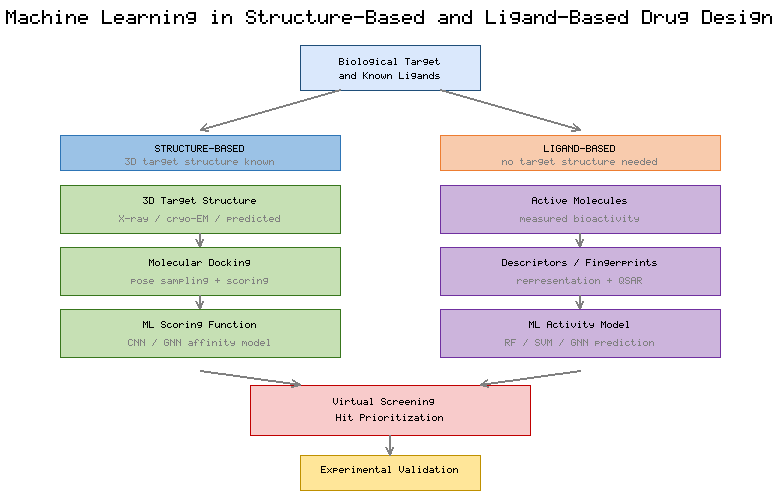 Machine Learning in Structure-Based and Ligand-Based Drug Design
Biological Target
and Known Ligands
STRUCTURE-BASED
3D target structure known
LIGAND-BASED
no target structure needed
3D Target Structure
X-ray / cryo-EM / predicted
Active Molecules
measured bioactivity
Molecular Docking
pose sampling + scoring
Descriptors / Fingerprints
representation + QSAR
ML Scoring Function
CNN / GNN affinity model
ML Activity Model
RF / SVM / GNN prediction
Virtual Screening
Hit Prioritization
Experimental Validation